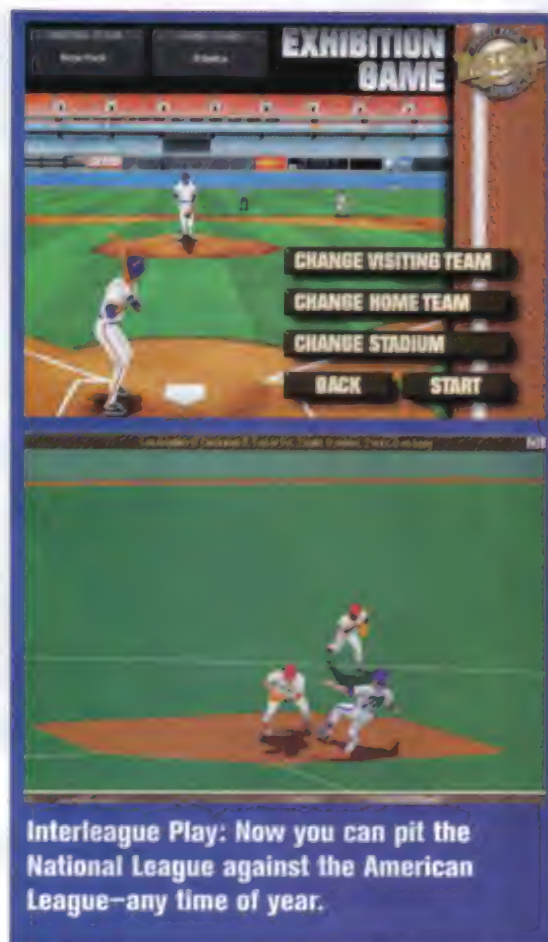 EXHIBITION
GAME
CHANGE VISITING TEAM
CHANGE HOME TEAM
CHANGE STADIUM
BACK START
Interleague Play: Now you can pit the
National League against the American
League–any time of year.